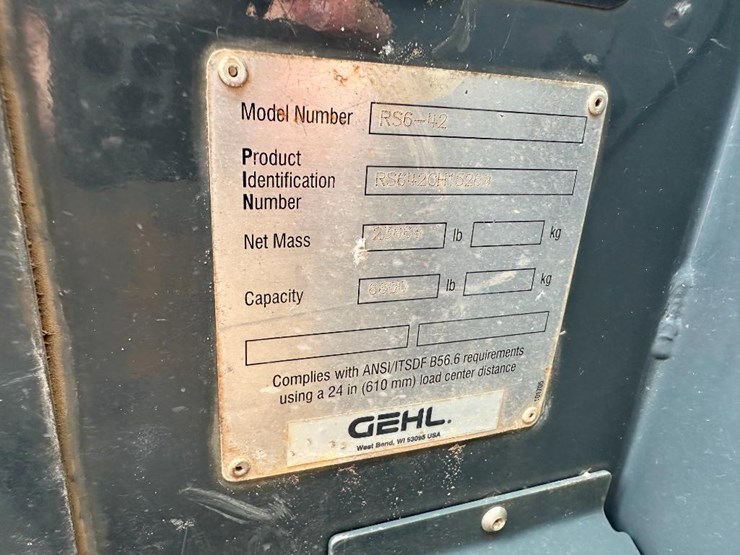 Model Number RS6-42
Product
Identification
Number
Net Mass lb kg
Capacity lb kg
Complies with ANSI/ITSDF B56.6 requirements
using a 24 in (610 mm) load center distance
GEHL.
West Bend, WI 53095 USA